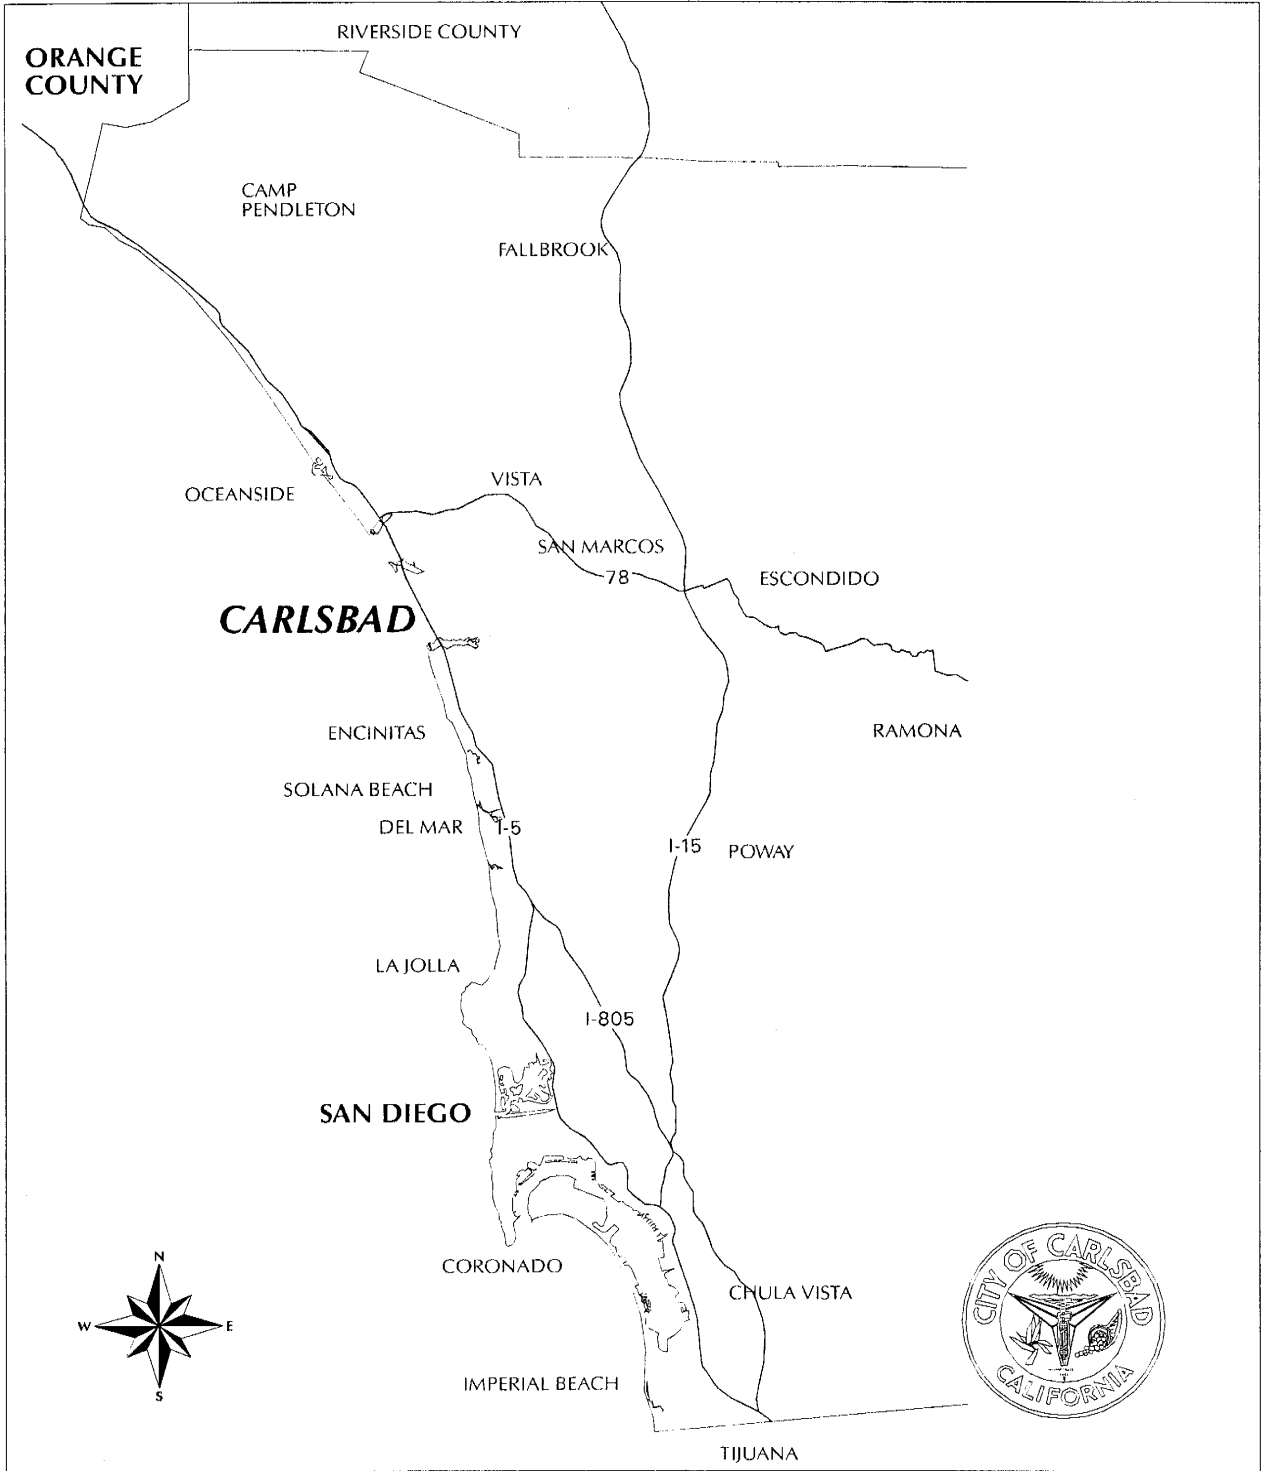 RIVERSIDE COUNTY
ORANGE
COUNTY
CAMP
PENDLETON
FALLBROOK
VISTA
OCEANSIDE
SAN MARCOS
78
ESCONDIDO
CARLSBAD
ENCINITAS
RAMONA
SOLANA BEACH
DEL MAR
I-5
I-15
POWAY
LA JOLLA
I-805
SAN DIEGO
CORONADO
CHULA VISTA
IMPERIAL BEACH
TIJUANA
N
W
E
S
CITY OF CARLSBAD
CALIFORNIA